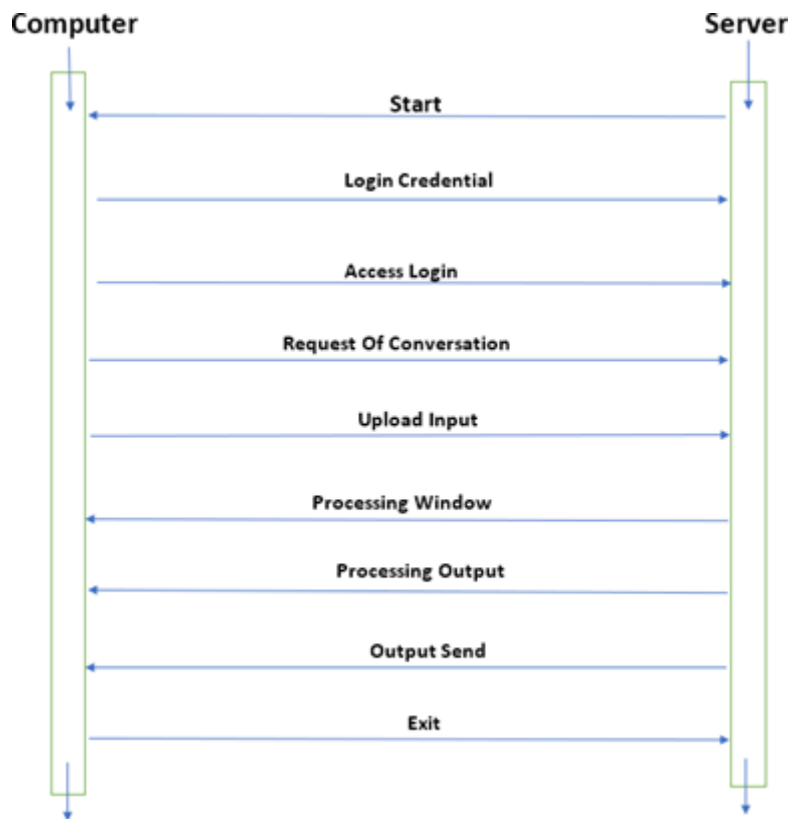 Computer
Server
Start
Login Credential
Access Login
Request Of Conversation
Upload Input
Processing Window
Processing Output
Output Send
Exit